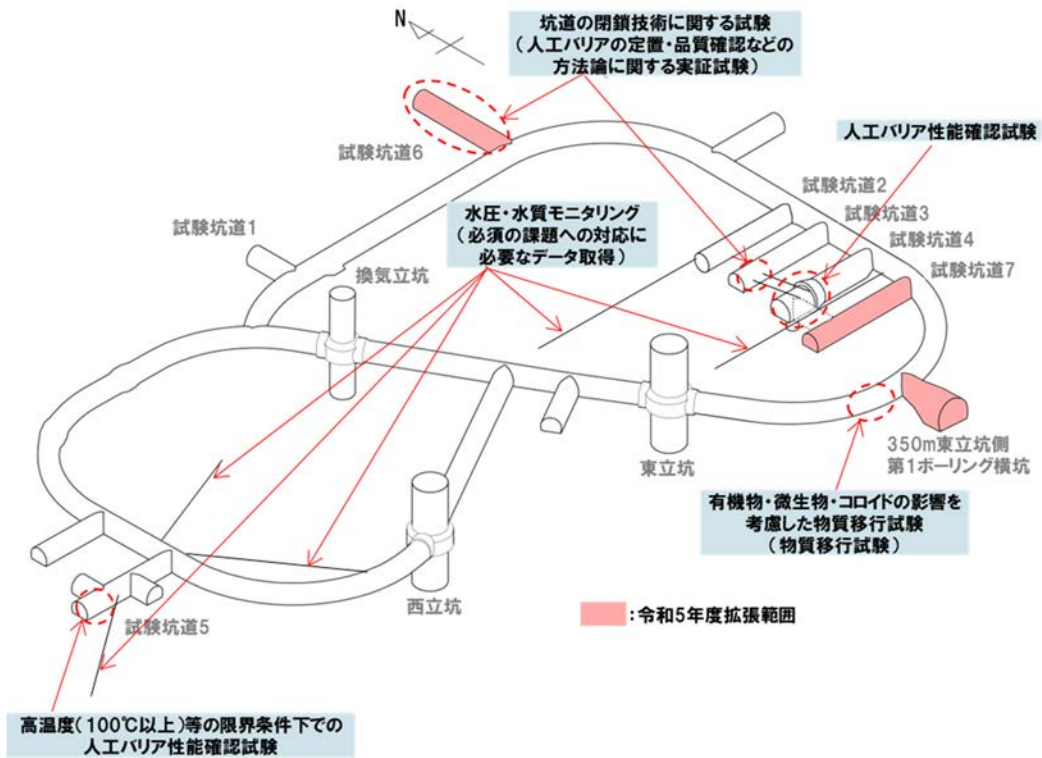 N
坑道の閉鎖技術に関する試験
(人工バリアの定置・品質確認などの
方法論に関する実証試験)
人工バリア性能確認試験
試験坑道6
試験坑道2
試験坑道3
試験坑道4
試験坑道7
試験坑道1
水圧・水質モニタリング
(必須の課題への対応に
必要なデータ取得)
換気立坑
東立坑
350m東立坑側
第1ボーリング横坑
有機物・微生物・コロイドの影響を
考慮した物質移行試験
(物質移行試験)
西立坑
試験坑道5
:令和5年度拡張範囲
高温度(100℃以上)等の限界条件下での
人工バリア性能確認試験